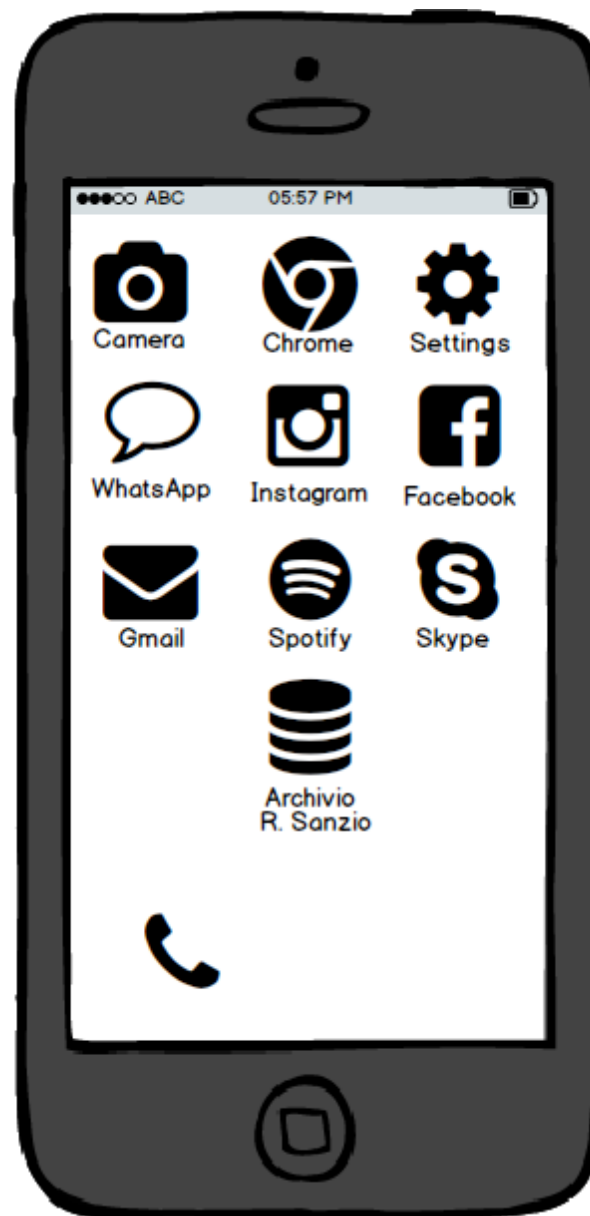 ABC 05:57 PM
Camera Chrome Settings
WhatsApp Instagram Facebook
Gmail Spotify Skype
Archivio
R. Sanzio